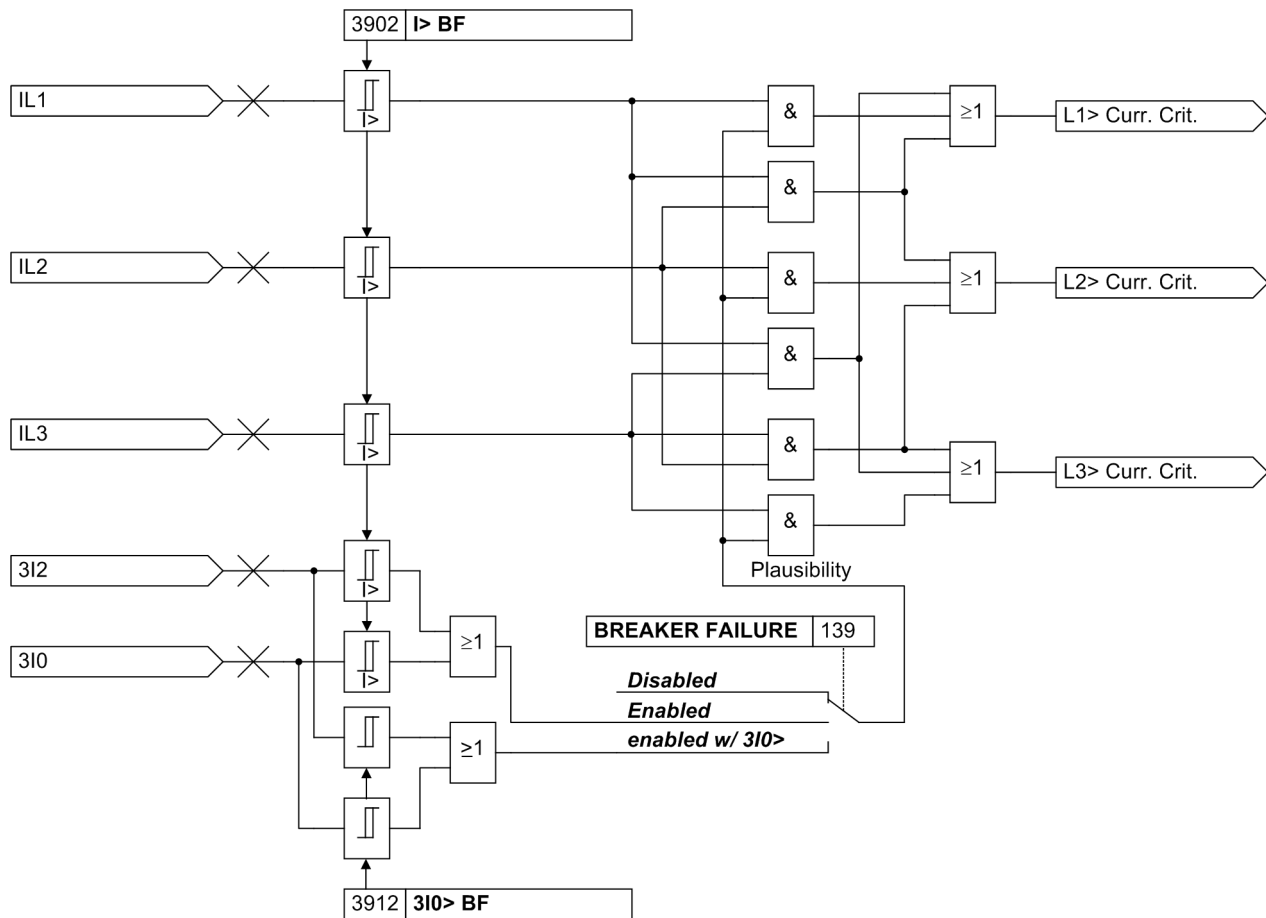 3902 I> BF
IL1
I>
&
≥1
L1> Curr. Crit.
&
IL2
I>
&
≥1
L2> Curr. Crit.
&
IL3
I>
&
≥1
L3> Curr. Crit.
&
Plausibility
3I2
I>
≥1
BREAKER FAILURE 139
3I0
I>
Disabled
Enabled
enabled w/ 3I0>
≥1
3912 3I0> BF